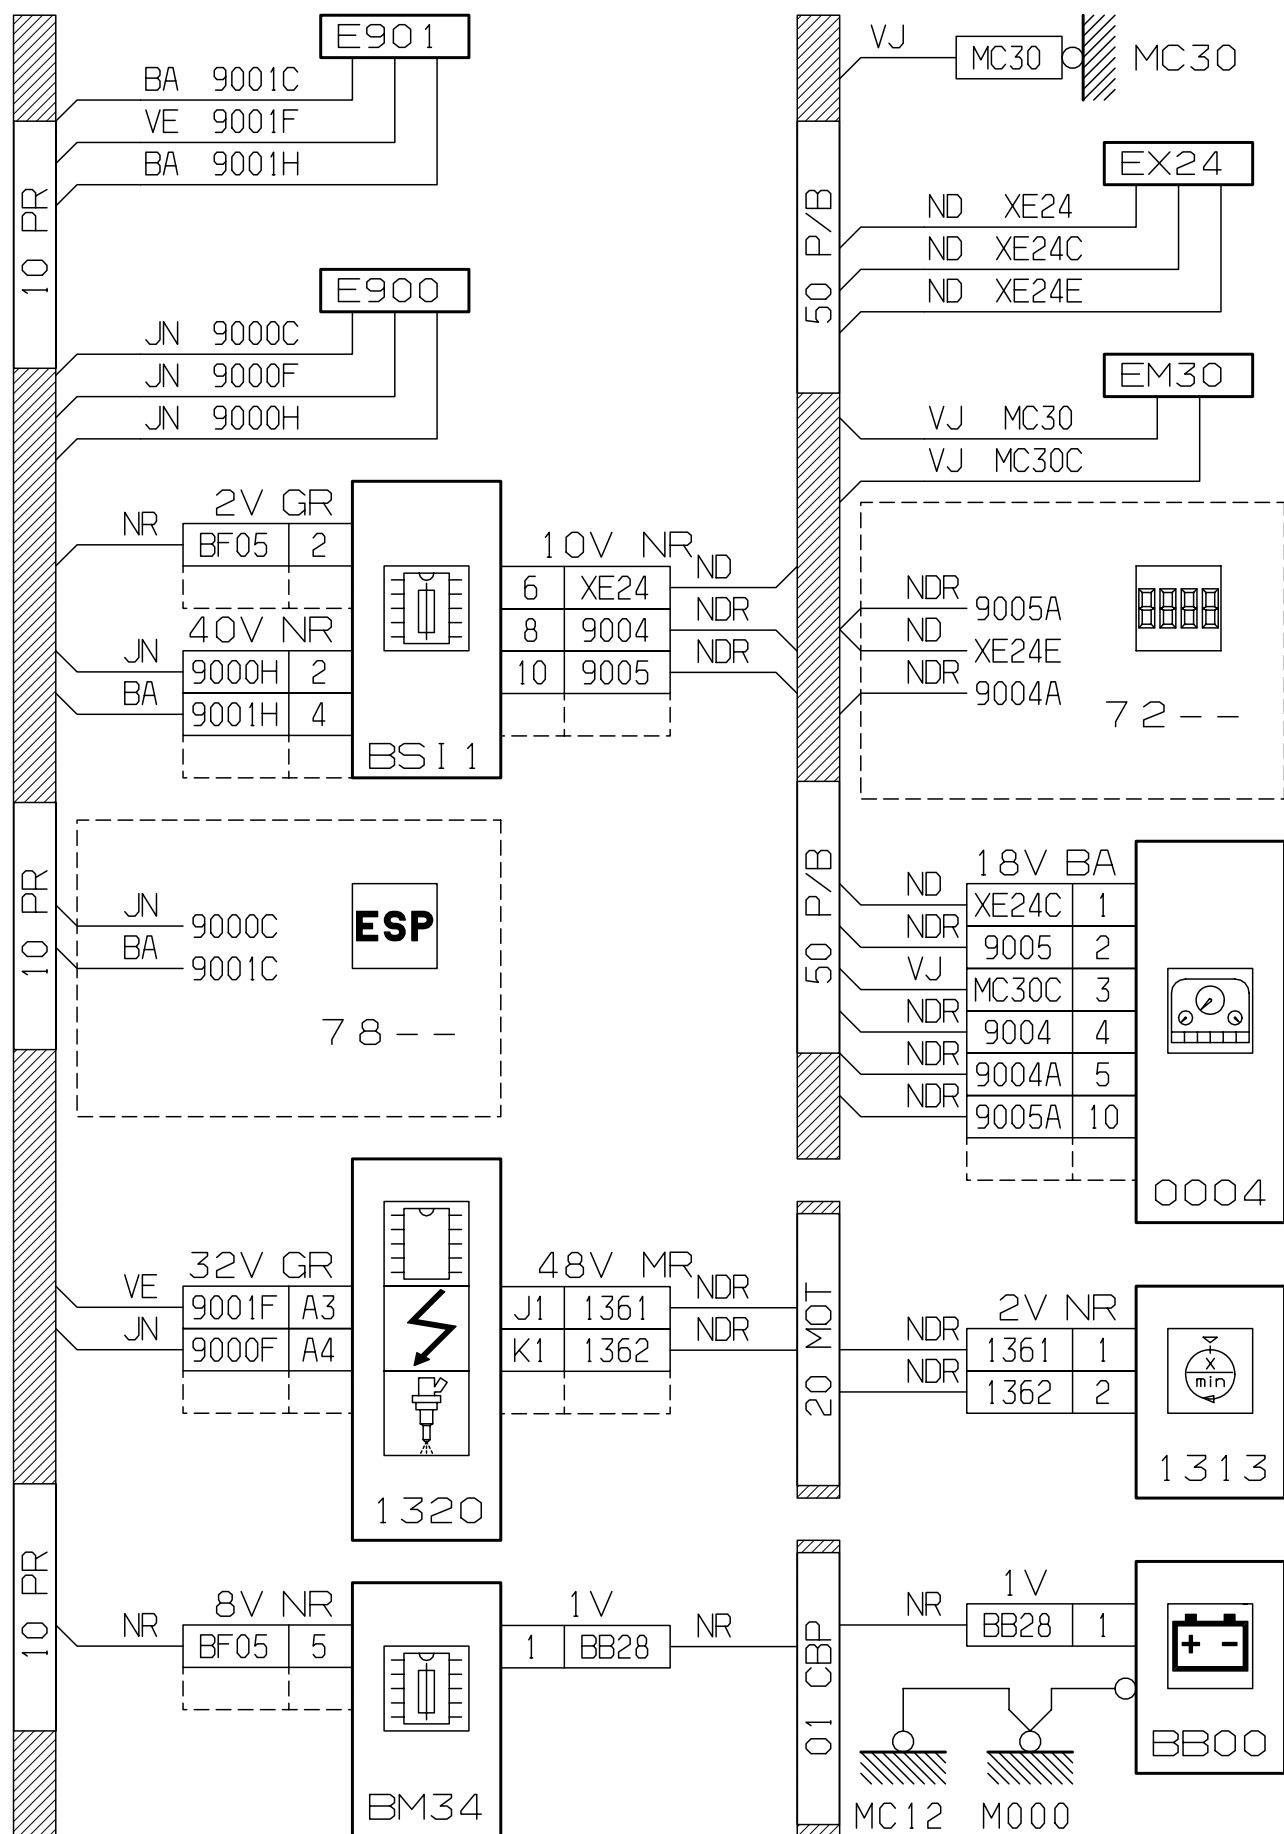 E901
BA 9001C
VE 9001F
BA 9001H
10 PR
E900
JN 9000C
JN 9000F
JN 9000H
2V GR
NR
BF05 2
40V NR
JN
9000H 2
BA
9001H 4
BSI1
10V NR
6 XE24
ND
8 9004
NDR
10 9005
NDR
10 PR
JN
9000C
BA
9001C
ESP
78--
32V GR
VE
9001F A3
JN
9000F A4
1320
48V MR
J1 1361
NDR
K1 1362
NDR
10 PR
8V NR
NR
BF05 5
BM34
1V
1 BB28
NR
VJ
MC30
MC30
50 P/B
EX24
ND XE24
ND XE24C
ND XE24E
EM30
VJ MC30
VJ MC30C
NDR
9005A
ND
XE24E
NDR
9004A
72--
50 P/B
18V BA
ND
XE24C 1
NDR
9005 2
VJ
MC30C 3
NDR
9004 4
NDR
9004A 5
NDR
9005A 10
0004
20 MOT
2V NR
NDR
1361 1
NDR
1362 2
X
min
1313
01 CBP
1V
NR
BB28 1
+ -
BB00
MC12
M000